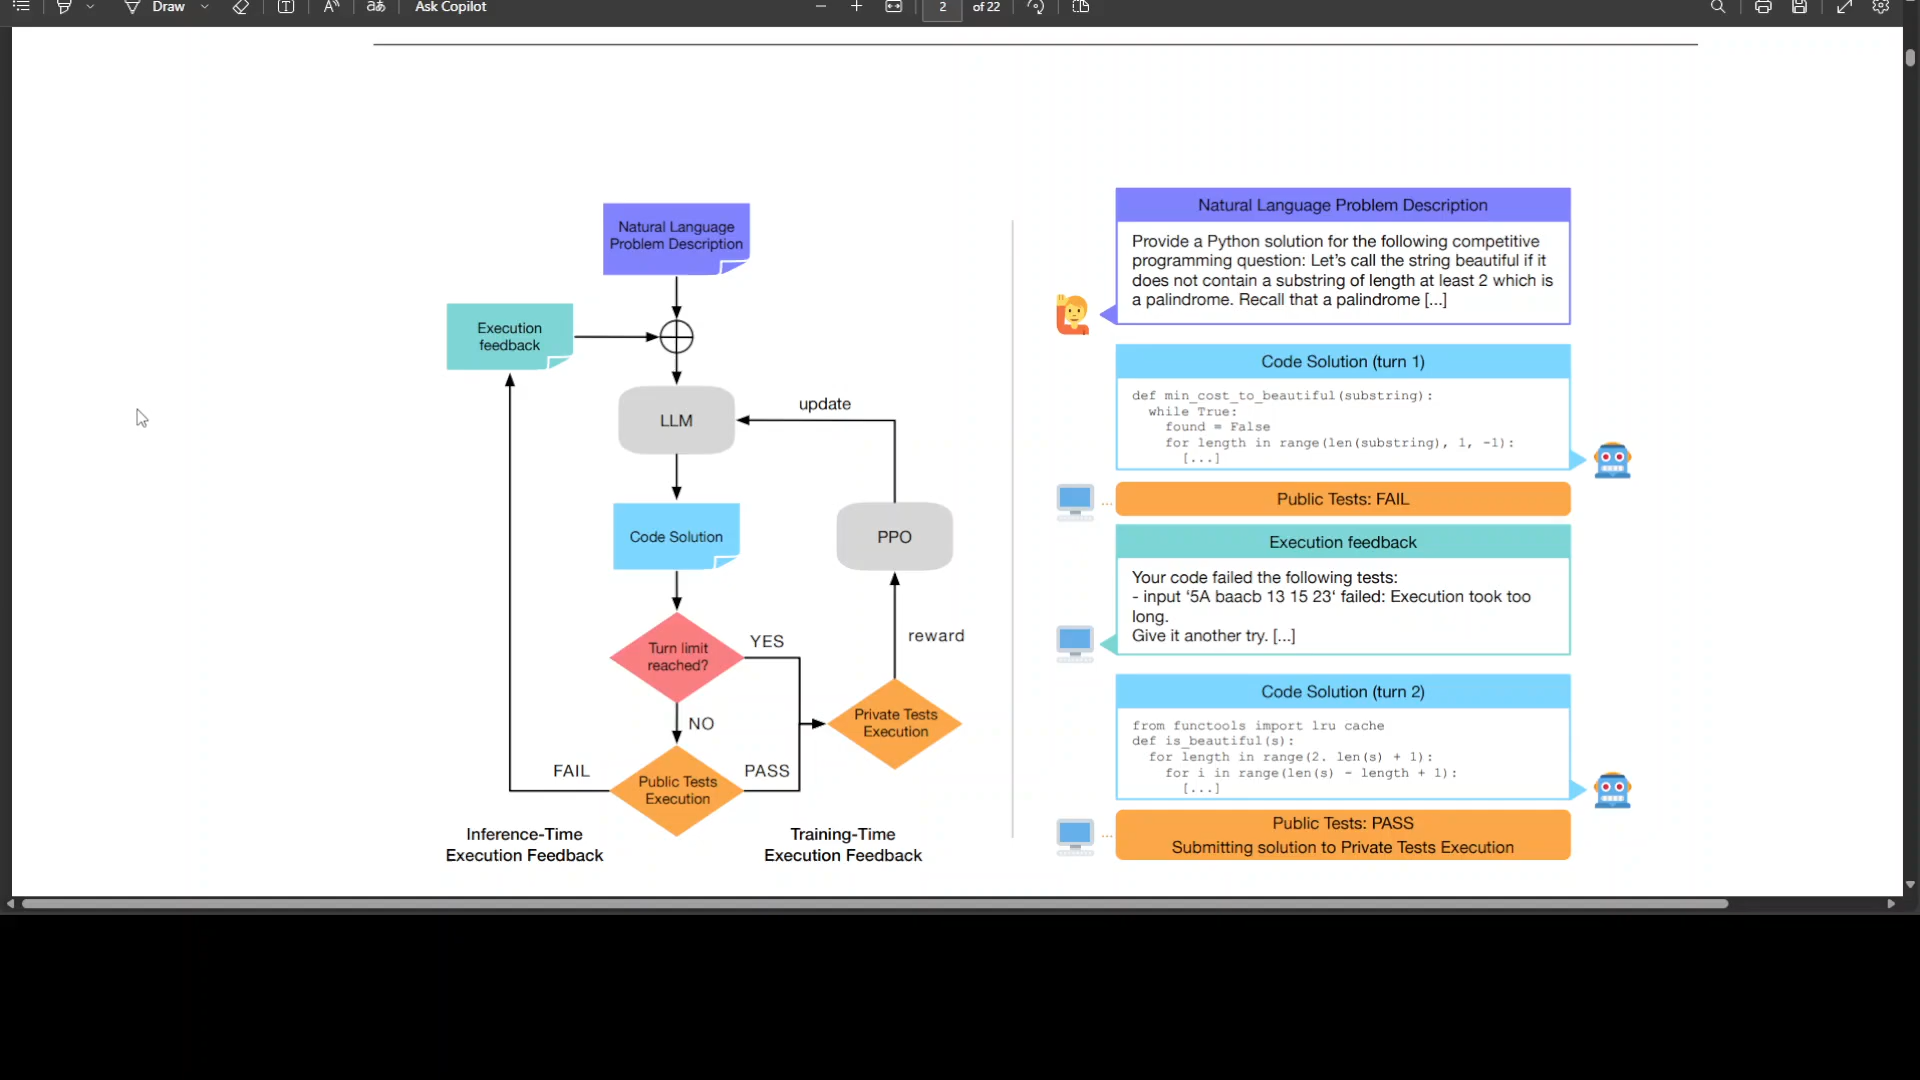 Draw
Ask Copilot
2
of 22
Natural Language
Problem Description
Execution
feedback
LLM
update
Code Solution
PPO
Turn limit
reached?
YES
reward
NO
Private Tests
Execution
FAIL
Public Tests
Execution
PASS
Inference-Time
Execution Feedback
Training-Time
Execution Feedback
Natural Language Problem Description
Provide a Python solution for the following competitive
programming question: Let’s call the string beautiful if it
does not contain a substring of length at least 2 which is
a palindrome. Recall that a palindrome [...]
Code Solution (turn 1)
def min_cost_to_beautiful(substring):
while True:
found = False
for length in range(len(substring), 1, -1):
[...]
Public Tests: FAIL
Execution feedback
Your code failed the following tests:
- input ‘5A baacb 13 15 23‘ failed: Execution took too
long.
Give it another try. [...]
Code Solution (turn 2)
from functools import lru cache
def is_beautiful(s):
for length in range(2. len(s) + 1):
for i in range(len(s) - length + 1):
[...]
Public Tests: PASS
Submitting solution to Private Tests Execution